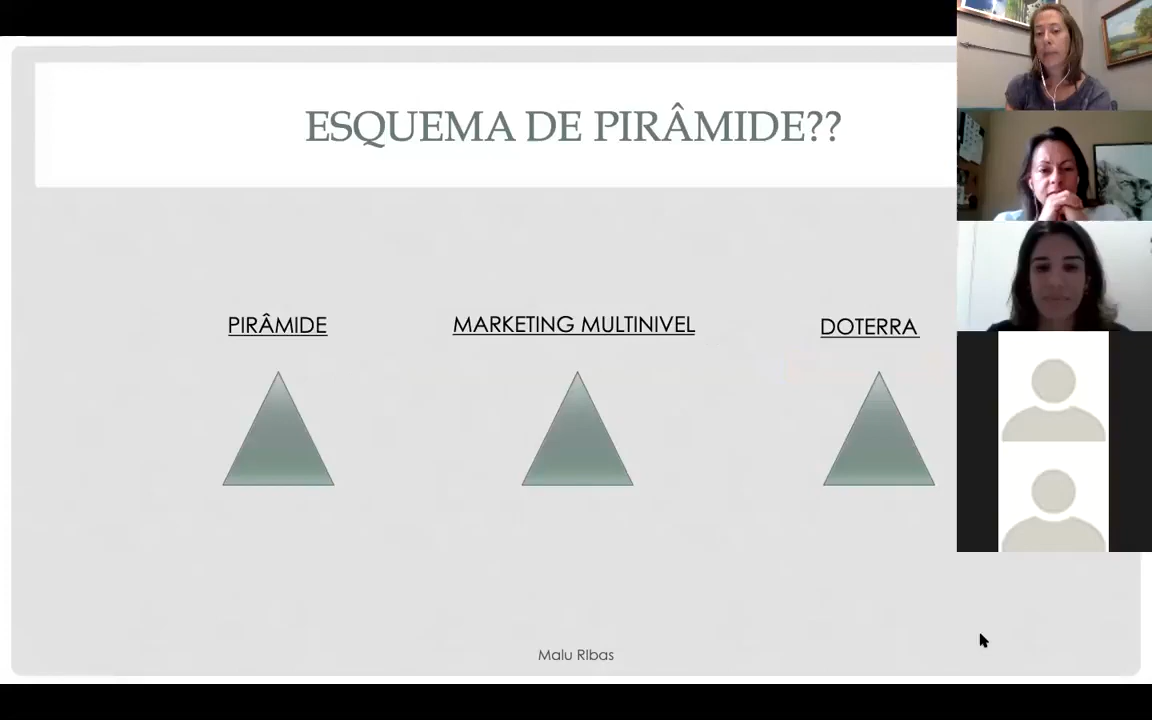 ESQUEMA DE PIRÂMIDE??
PIRÂMIDE
MARKETING MULTINIVEL
DOTERRA
Malu RIbas